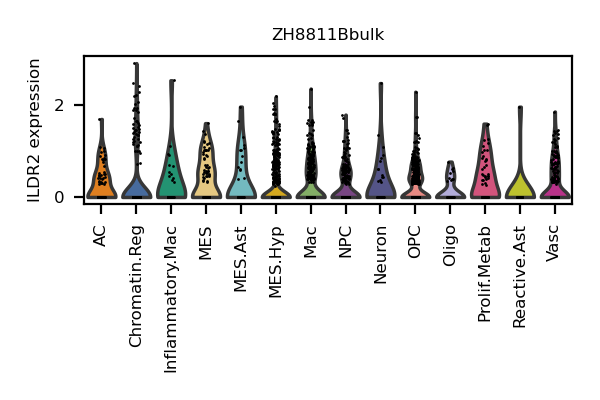 ZH8811Bbulk
ILDR2 expression
2
0
AC
Chromatin.Reg
Inflammatory.Mac
MES
MES.Ast
MES.Hyp
Mac
NPC
Neuron
OPC
Oligo
Prolif.Metab
Reactive.Ast
Vasc